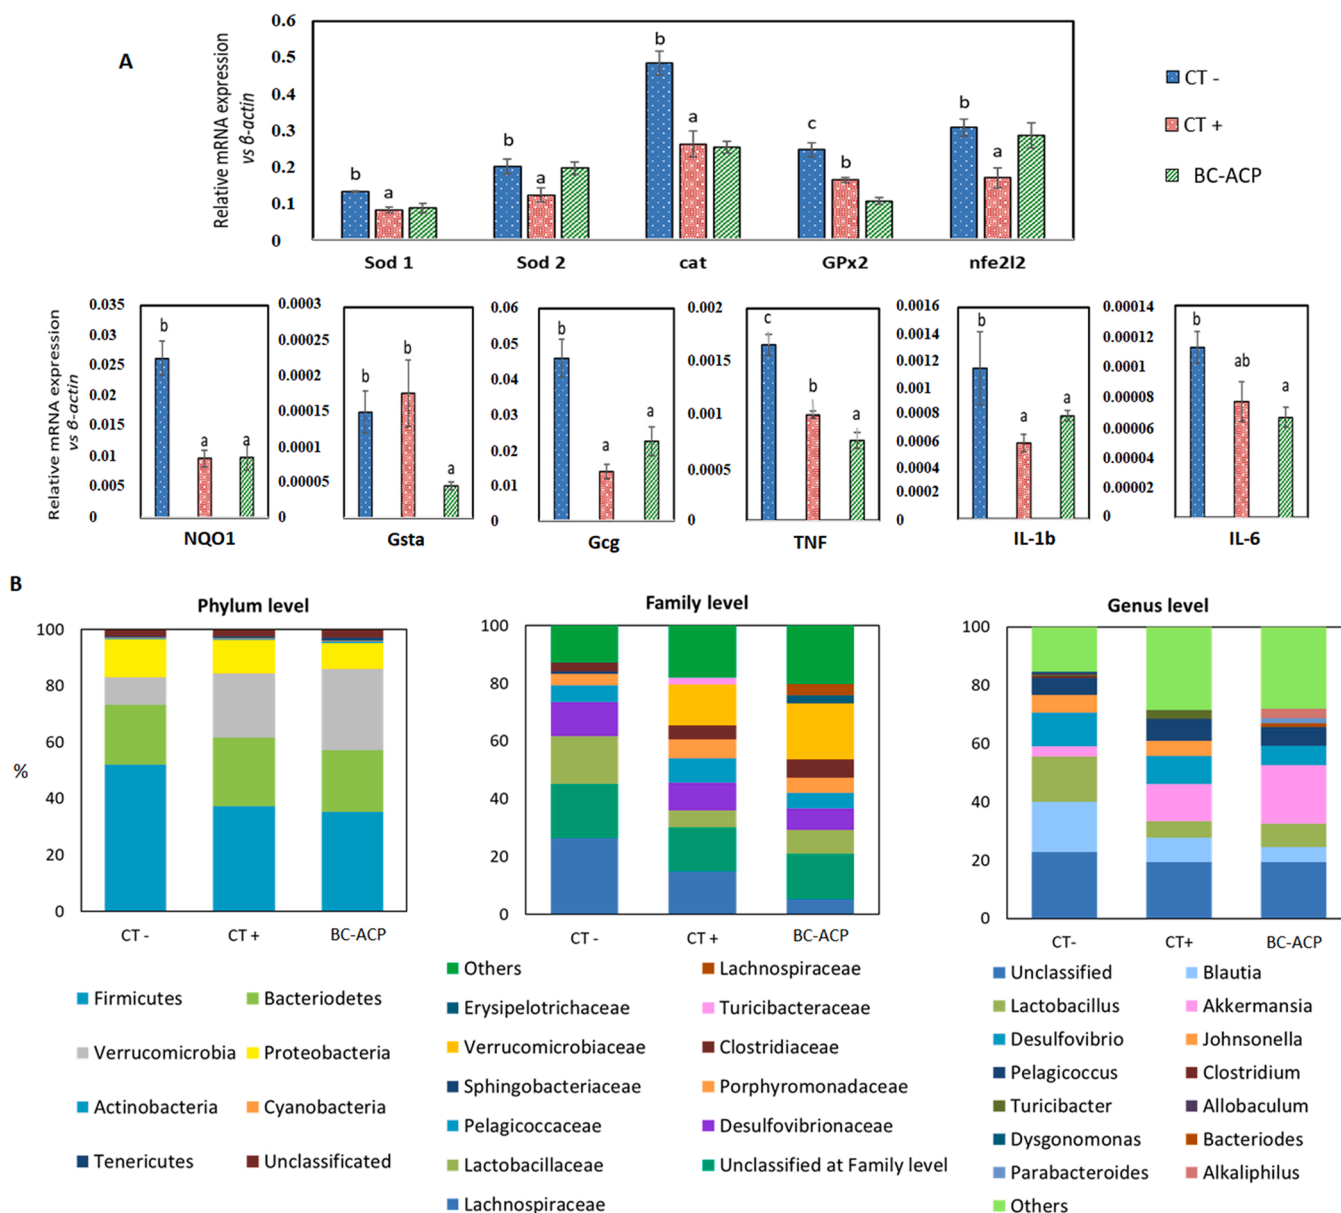 A
Relative mRNA expression
vs β-actin
0.6
0.5
0.4
0.3
0.2
0.1
0
b
a
b
a
b
a
c
b
b
a
Sod 1
Sod 2
cat
GPx2
nfe2l2
CT -
CT +
BC-ACP
Relative mRNA expression
vs β-actin
0.035
0.03
0.025
0.02
0.015
0.01
0.005
0
b
a
a
NQO1
0.0003
0.00025
0.0002
0.00015
0.0001
0.00005
0
b
b
a
Gsta
0.06
0.05
0.04
0.03
0.02
0.01
0
b
a
a
Gcg
0.002
0.0015
0.001
0.0005
0
c
b
a
TNF
0.0016
0.0014
0.0012
0.001
0.0008
0.0006
0.0004
0.0002
0
b
a
a
IL-1b
0.00014
0.00012
0.0001
0.00008
0.00006
0.00004
0.00002
0
b
ab
a
IL-6
B
Phylum level
%
100
80
60
40
20
0
CT -
CT +
BC-ACP
Firmicutes
Bacteriodetes
Verrucomicrobia
Proteobacteria
Actinobacteria
Cyanobacteria
Tenericutes
Unclassificated
Family level
100
80
60
40
20
0
CT -
CT +
BC-ACP
Others
Lachnospiraceae
Erysipelotrichaceae
Turicibacteraceae
Verrucomicrobiaceae
Clostridiaceae
Sphingobacteriaceae
Porphyromonadaceae
Pelagicoccaceae
Desulfovibrionaceae
Lactobacillaceae
Unclassified at Family level
Lachnospiraceae
Genus level
100
80
60
40
20
0
CT-
CT+
BC-ACP
Unclassified
Blautia
Lactobacillus
Akkermansia
Desulfovibrio
Johnsonella
Pelagicoccus
Clostridium
Turicibacter
Allobaculum
Dysgonomonas
Bacteriodes
Parabacteroides
Alkaliphilus
Others